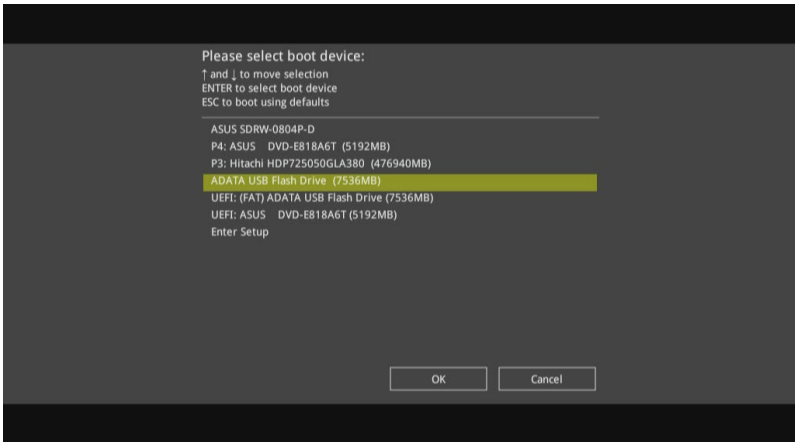 Please select boot device:
↑ and ↓ to move selection
ENTER to select boot device
ESC to boot using defaults
ASUS SDRW-0804P-D
P4: ASUS DVD-E818A6T (5192MB)
P3: Hitachi HDP725050GLA380 (476940MB)
ADATA USB Flash Drive (7536MB)
UEFI: (FAT) ADATA USB Flash Drive (7536MB)
UEFI: ASUS DVD-E818A6T (5192MB)
Enter Setup
OK Cancel